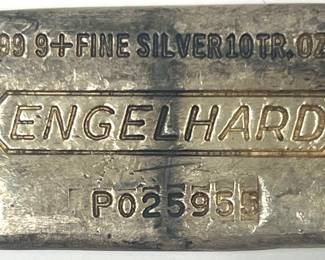 99 9+ FINE SILVER 10 TR. OZ
ENGELHARD
P025955